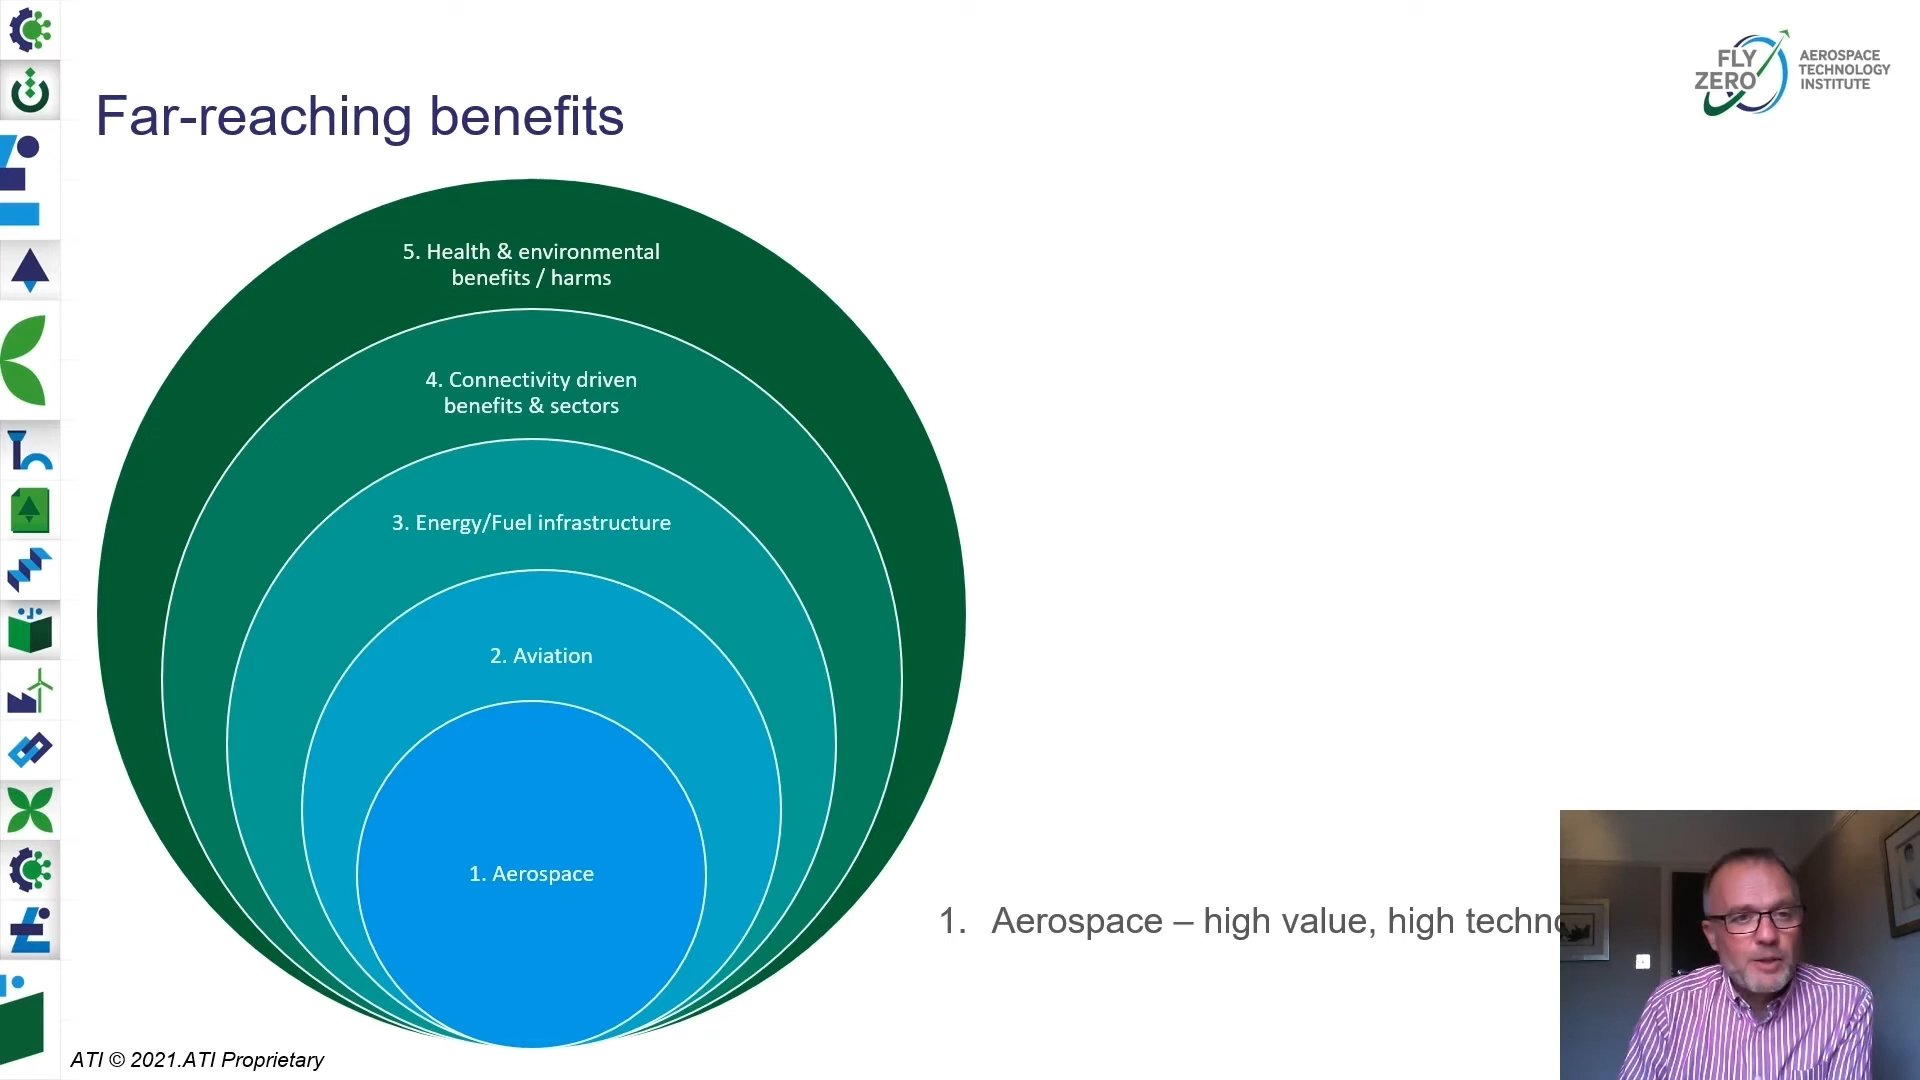 FLY
ZERO
AEROSPACE
TECHNOLOGY
INSTITUTE
Far-reaching benefits
5. Health & environmental
benefits / harms
4. Connectivity driven
benefits & sectors
3. Energy/Fuel infrastructure
2. Aviation
1. Aerospace
1. Aerospace – high value, high
ATI © 2021.ATI Proprietary